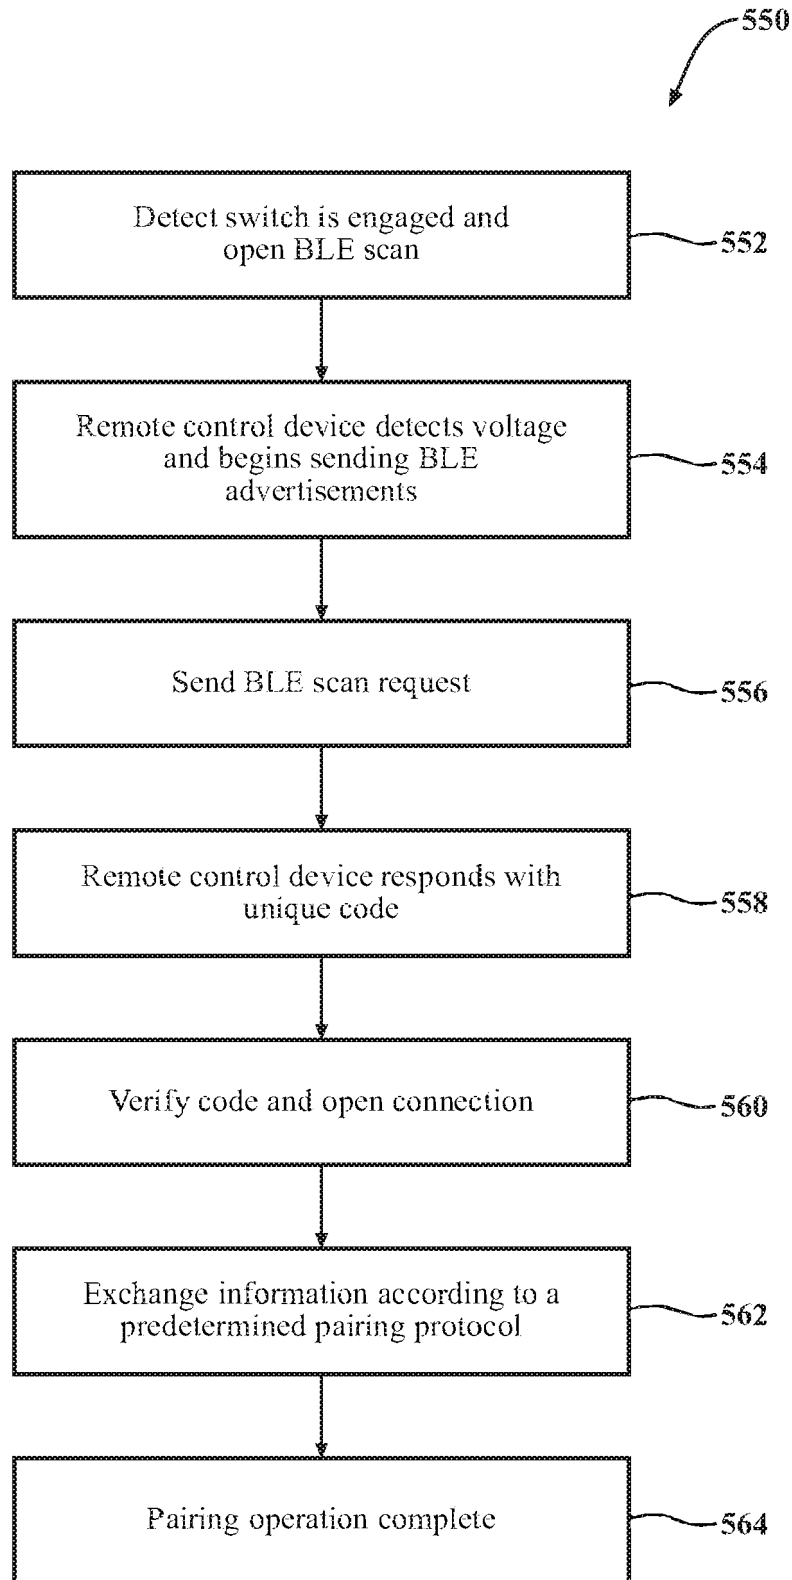 550
Detect switch is engaged and
open BLE scan
552
Remote control device detects voltage
and begins sending BLE
advertisements
554
Send BLE scan request
556
Remote control device responds with
unique code
558
Verify code and open connection
560
Exchange information according to a
predetermined pairing protocol
562
Pairing operation complete
564